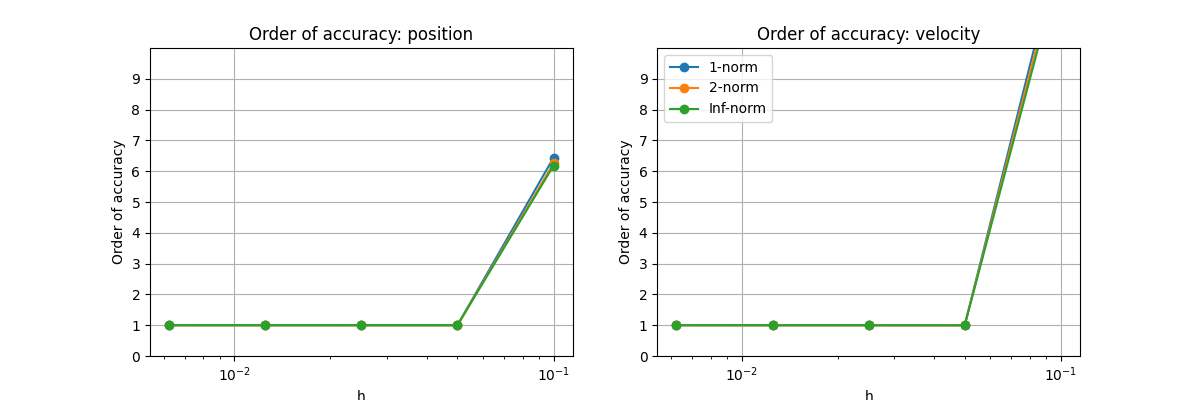 Order of accuracy: position
Order of accuracy
9
8
7
6
5
4
3
2
1
0
10⁻²
10⁻¹
h
Order of accuracy: velocity
1-norm
2-norm
Inf-norm
Order of accuracy
9
8
7
6
5
4
3
2
1
0
10⁻²
10⁻¹
h